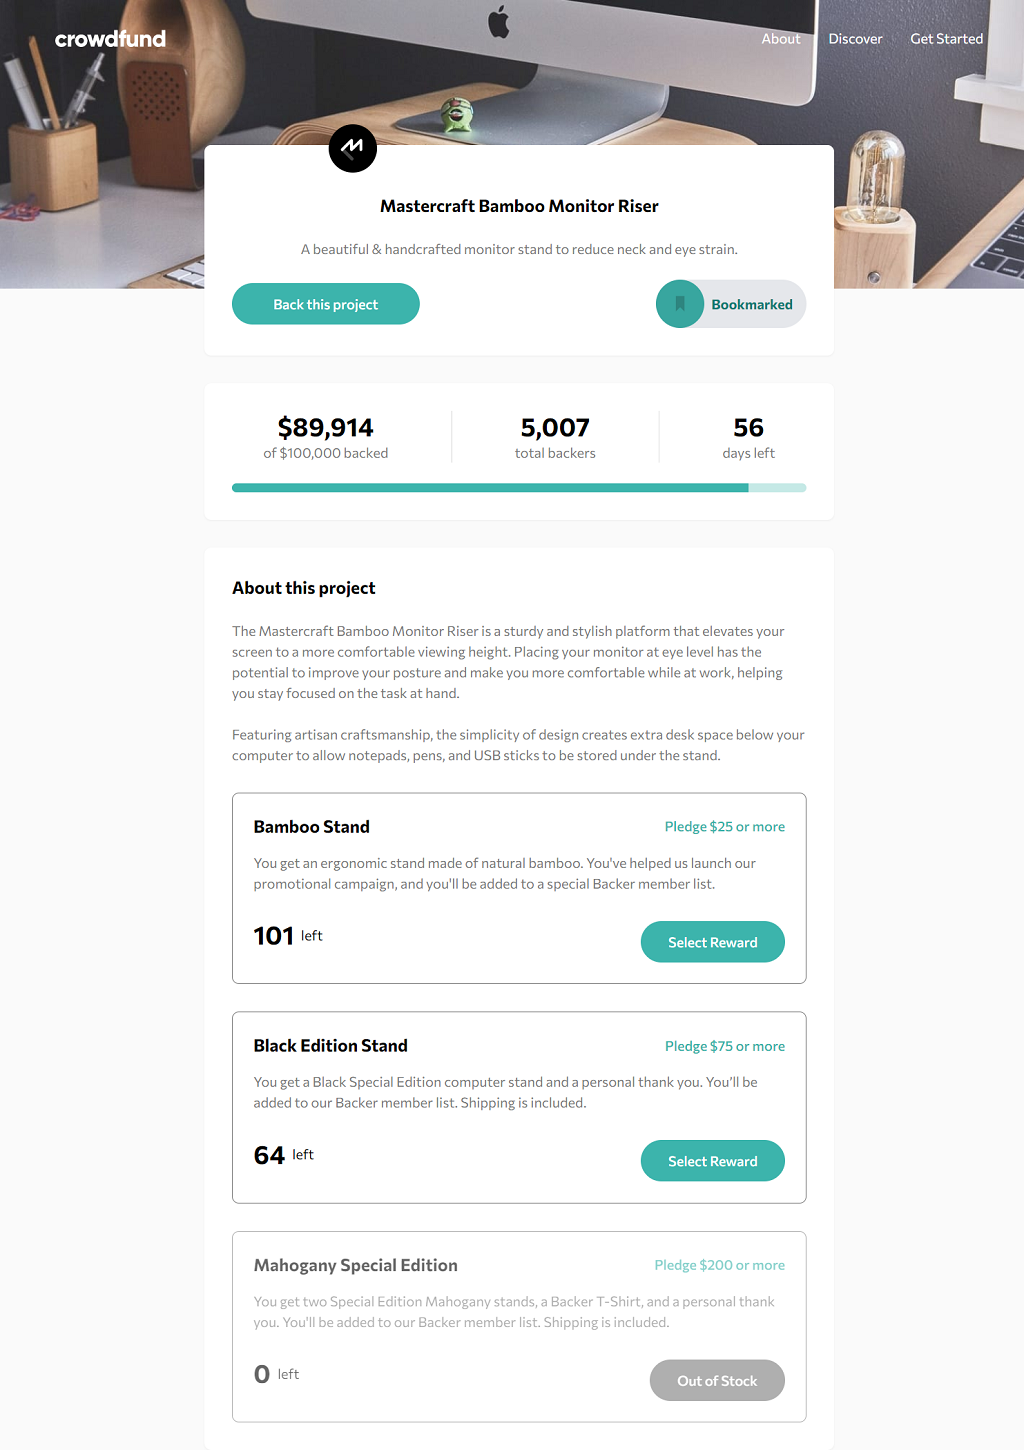 crowdfund
About Discover Get Started
Mastercraft Bamboo Monitor Riser
A beautiful & handcrafted monitor stand to reduce neck and eye strain.
Back this project
Bookmarked
$89,914
of $100,000 backed
5,007
total backers
56
days left
About this project
The Mastercraft Bamboo Monitor Riser is a sturdy and stylish platform that elevates your
screen to a more comfortable viewing height. Placing your monitor at eye level has the
potential to improve your posture and make you more comfortable while at work, helping
you stay focused on the task at hand.
Featuring artisan craftsmanship, the simplicity of design creates extra desk space below your
computer to allow notepads, pens, and USB sticks to be stored under the stand.
Bamboo Stand
Pledge $25 or more
You get an ergonomic stand made of natural bamboo. You've helped us launch our
promotional campaign, and you'll be added to a special Backer member list.
101 left
Select Reward
Black Edition Stand
Pledge $75 or more
You get a Black Special Edition computer stand and a personal thank you. You'll be
added to our Backer member list. Shipping is included.
64 left
Select Reward
Mahogany Special Edition
Pledge $200 or more
You get two Special Edition Mahogany stands, a Backer T-Shirt, and a personal thank
you. You'll be added to our Backer member list. Shipping is included.
0 left
Out of Stock